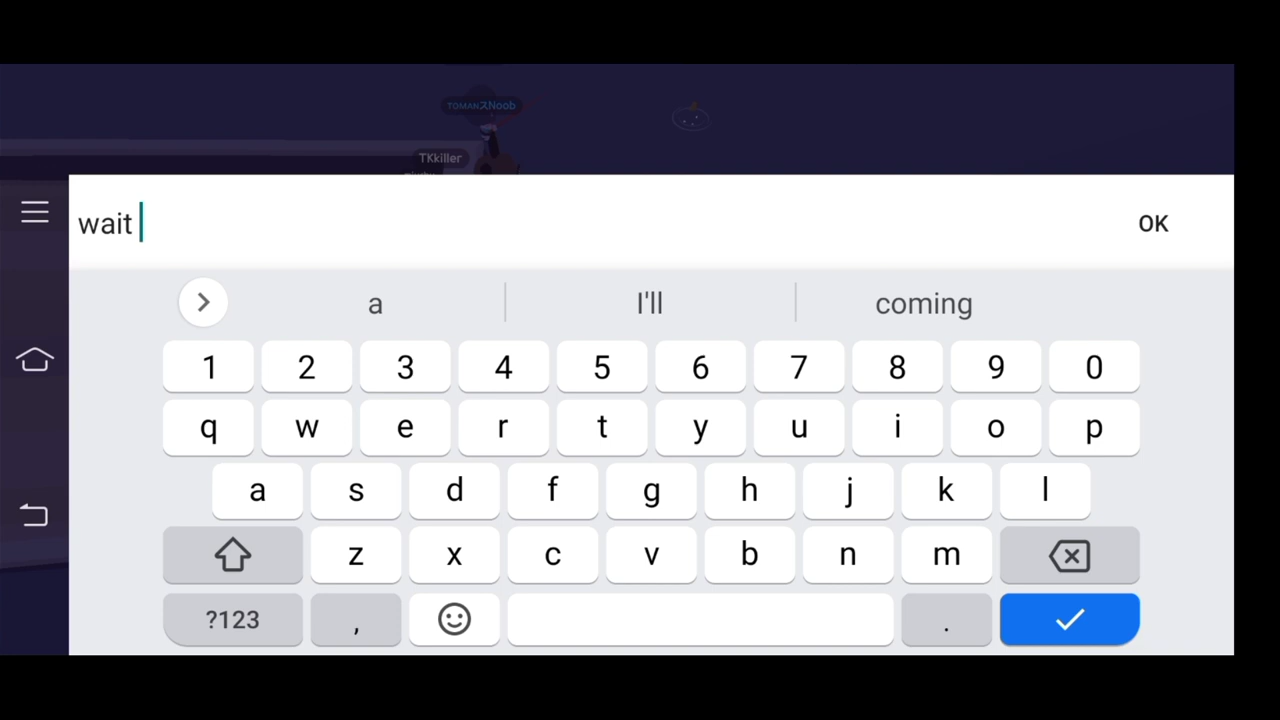 TOMANスNoob
TKkiller
wait
OK
a I'll coming
1 2 3 4 5 6 7 8 9 0
q w e r t y u i o p
a s d f g h j k l
z x c v b n m
?123 , .